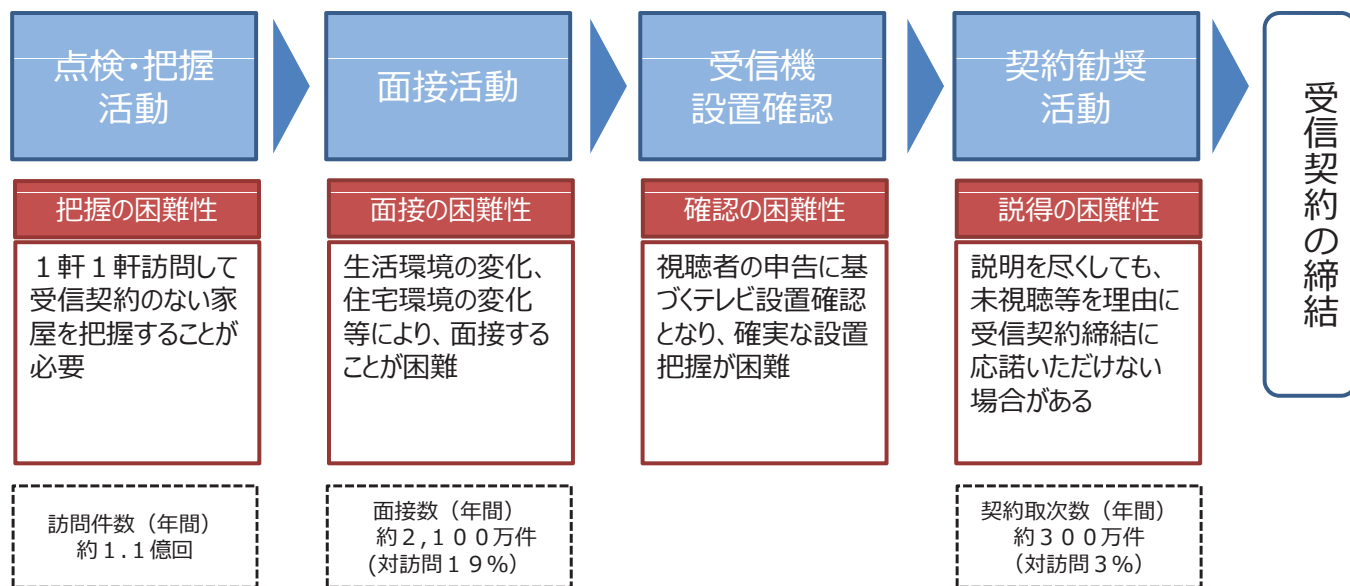 点検・把握
活動
面接活動
受信機
設置確認
契約勧奨
活動
受信契約の締結
把握の困難性
１軒１軒訪問して
受信契約のない家
屋を把握することが
必要
面接の困難性
生活環境の変化、
住宅環境の変化
等により、面接する
ことが困難
確認の困難性
視聴者の申告に基
づくテレビ設置確認
となり、確実な設置
把握が困難
説得の困難性
説明を尽くしても、
未視聴等を理由に
受信契約締結に
応諾いただけない
場合がある
訪問件数（年間）
約１.１億回
面接数（年間）
約２,１００万件
(対訪問１９%）
契約取次数（年間）
約３００万件
（対訪問３%）